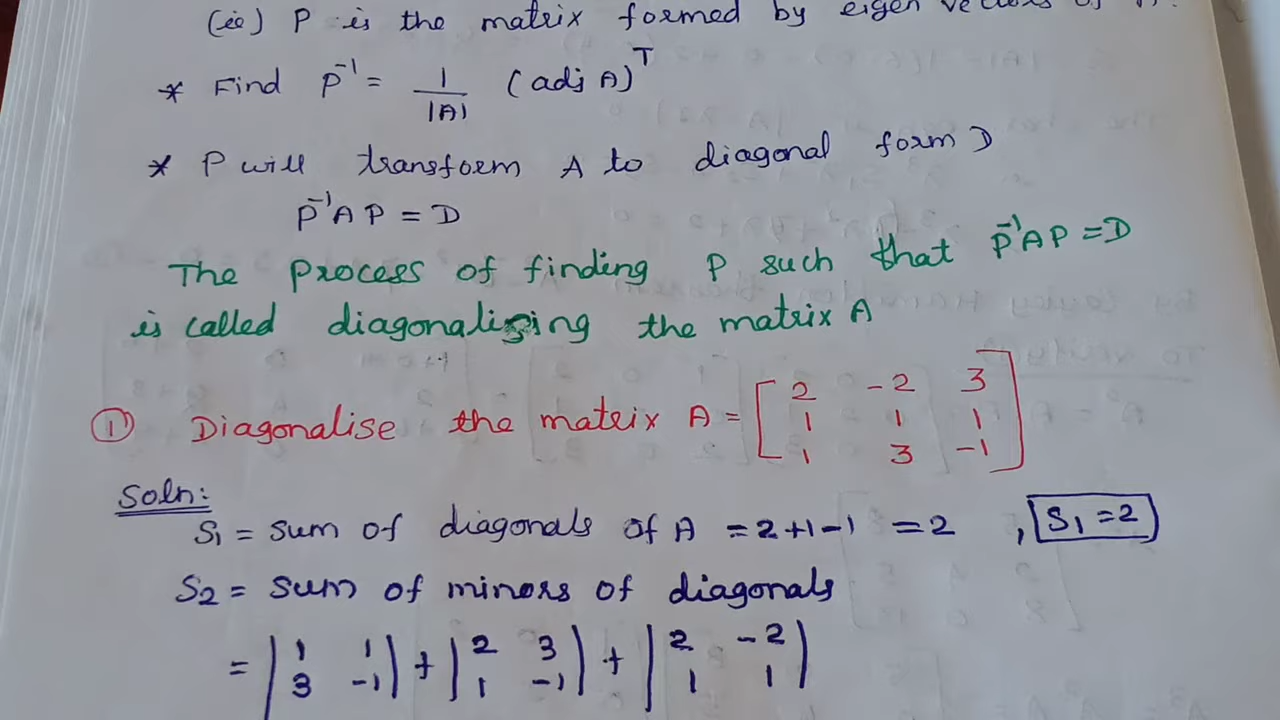 (ii) P is the matrix formed by eigen vectors of A.
* Find P⁻¹ = 1/|A| (adj A)ᵀ
* P will transform A to diagonal form D
P⁻¹AP = D
The process of finding P such that P⁻¹AP = D
is called diagonalizing the matrix A
① Diagonalise the matrix A = [2 -2 3
1 1 1
1 3 -1]
Soln:
S₁ = sum of diagonals of A = 2+1-1 = 2 , S₁ = 2
S₂ = sum of minors of diagonals
= |1 1| + |2 3| + |2 -2|
|3 -1| |1 -1| |1 1|